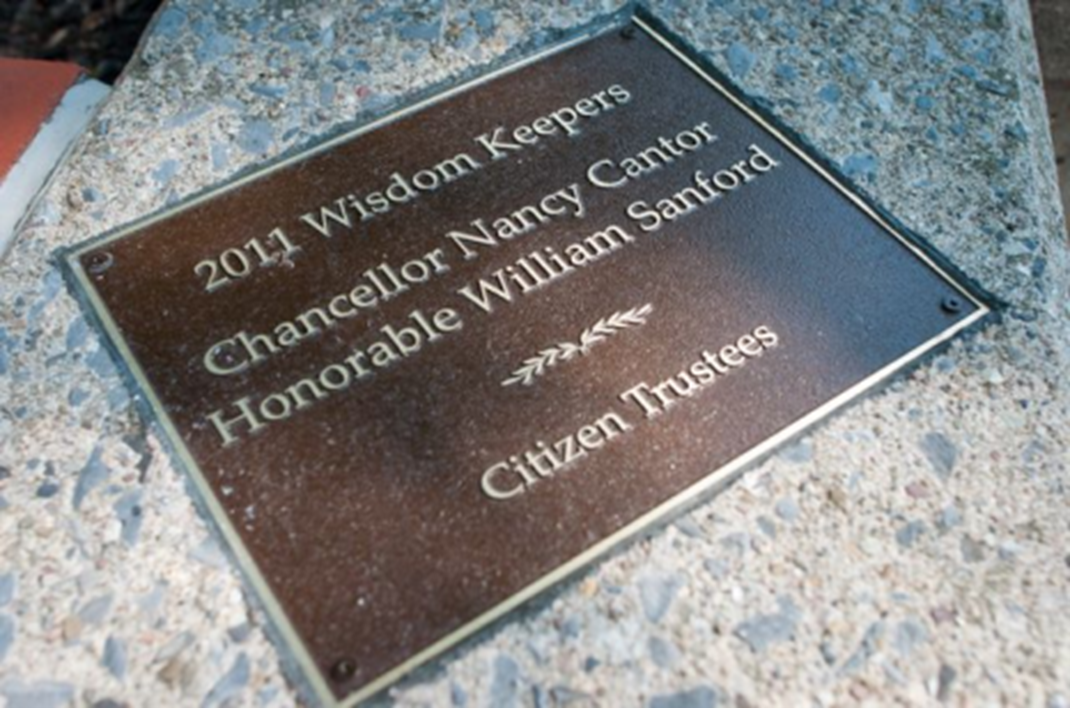 2011 Wisdom Keepers
Chancellor Nancy Cantor
Honorable William Sanford
Citizen Trustees